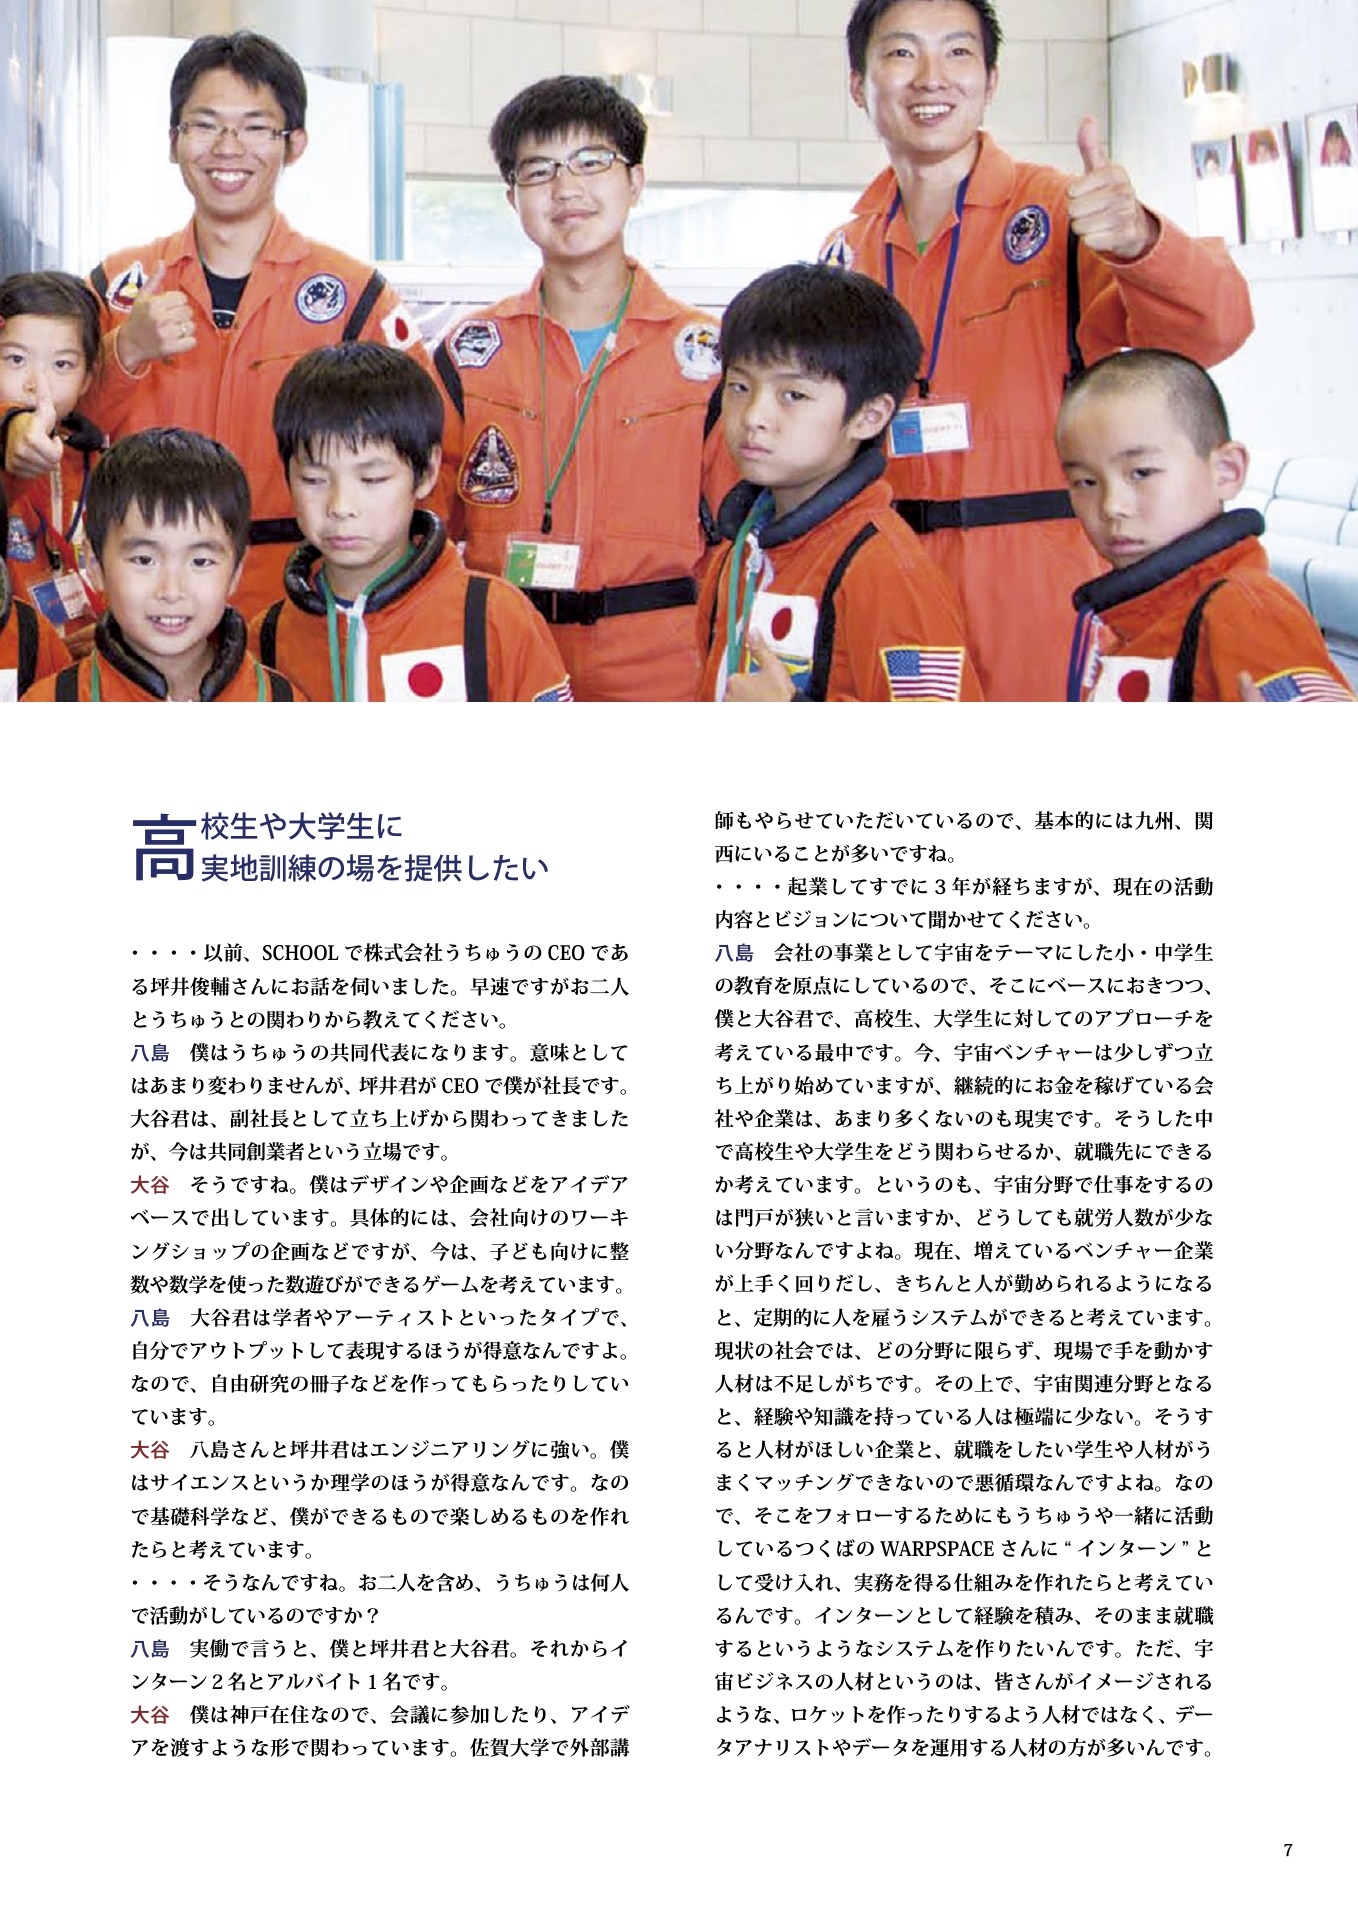 高校生や大学生に
実地訓練の場を提供したい
・・・・以前、SCHOOL で株式会社うちゅうの CEO であ
る坪井俊輔さんにお話を伺いました。早速ですがお二人
とうちゅうとの関わりから教えてください。
八島　僕はうちゅうの共同代表になります。意味として
はあまり変わりませんが、坪井君が CEO で僕が社長です。
大谷君は、副社長として立ち上げから関わってきました
が、今は共同創業者という立場です。
大谷　そうですね。僕はデザインや企画などをアイデア
ベースで出しています。具体的には、会社向けのワーキ
ングショップの企画などですが、今は、子ども向けに整
数や数学を使った数遊びができるゲームを考えています。
八島　大谷君は学者やアーティストといったタイプで、
自分でアウトプットして表現するほうが得意なんですよ。
なので、自由研究の冊子などを作ってもらったりしてい
ています。
大谷　八島さんと坪井君はエンジニアリングに強い。僕
はサイエンスというか理学のほうが得意なんです。なの
で基礎科学など、僕ができるもので楽しめるものを作れ
たらと考えています。
・・・・そうなんですね。お二人を含め、うちゅうは何人
で活動がしているのですか？
八島　実働で言うと、僕と坪井君と大谷君。それからイ
ンターン２名とアルバイト１名です。
大谷　僕は神戸在住なので、会議に参加したり、アイデ
アを渡すような形で関わっています。佐賀大学で外部講
師もやらせていただいているので、基本的には九州、関
西にいることが多いですね。
・・・・起業してすでに３年が経ちますが、現在の活動
内容とビジョンについて聞かせてください。
八島　会社の事業として宇宙をテーマにした小・中学生
の教育を原点にしているので、そこにベースにおきつつ、
僕と大谷君で、高校生、大学生に対してのアプローチを
考えている最中です。今、宇宙ベンチャーは少しずつ立
ち上がり始めていますが、継続的にお金を稼げている会
社や企業は、あまり多くないのも現実です。そうした中
で高校生や大学生をどう関わらせるか、就職先にできる
か考えています。というのも、宇宙分野で仕事をするの
は門戸が狭いと言いますか、どうしても就労人数が少な
い分野なんですよね。現在、増えているベンチャー企業
が上手く回りだし、きちんと人が勤められるようになる
と、定期的に人を雇うシステムができると考えています。
現状の社会では、どの分野に限らず、現場で手を動かす
人材は不足しがちです。その上で、宇宙関連分野となる
と、経験や知識を持っている人は極端に少ない。そうす
ると人材がほしい企業と、就職をしたい学生や人材がう
まくマッチングできないので悪循環なんですよね。なの
で、そこをフォローするためにもうちゅうや一緒に活動
しているつくばの WARPSPACE さんに “ インターン ” と
して受け入れ、実務を得る仕組みを作れたらと考えてい
るんです。インターンとして経験を積み、そのまま就職
するというようなシステムを作りたいんです。ただ、宇
宙ビジネスの人材というのは、皆さんがイメージされる
ような、ロケットを作ったりするよう人材ではなく、デー
タアナリストやデータを運用する人材の方が多いんです。
7